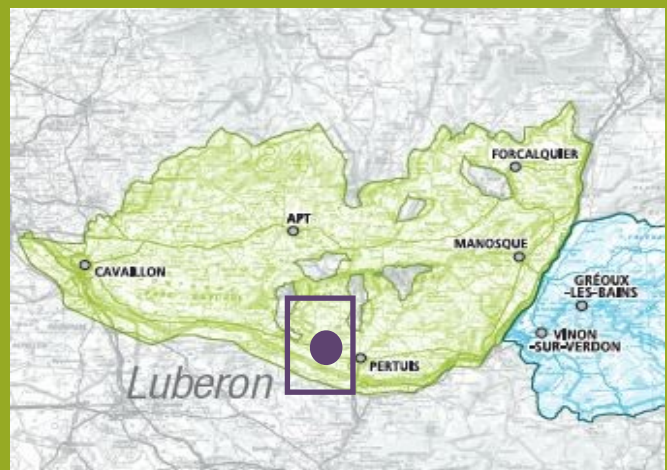 FORCALQUIER
APT
MANOSQUE
CAVAILLON
GRÉOUX
-LES-BAINS
VINON
-SUR-VERDON
PERTUIS
Luberon